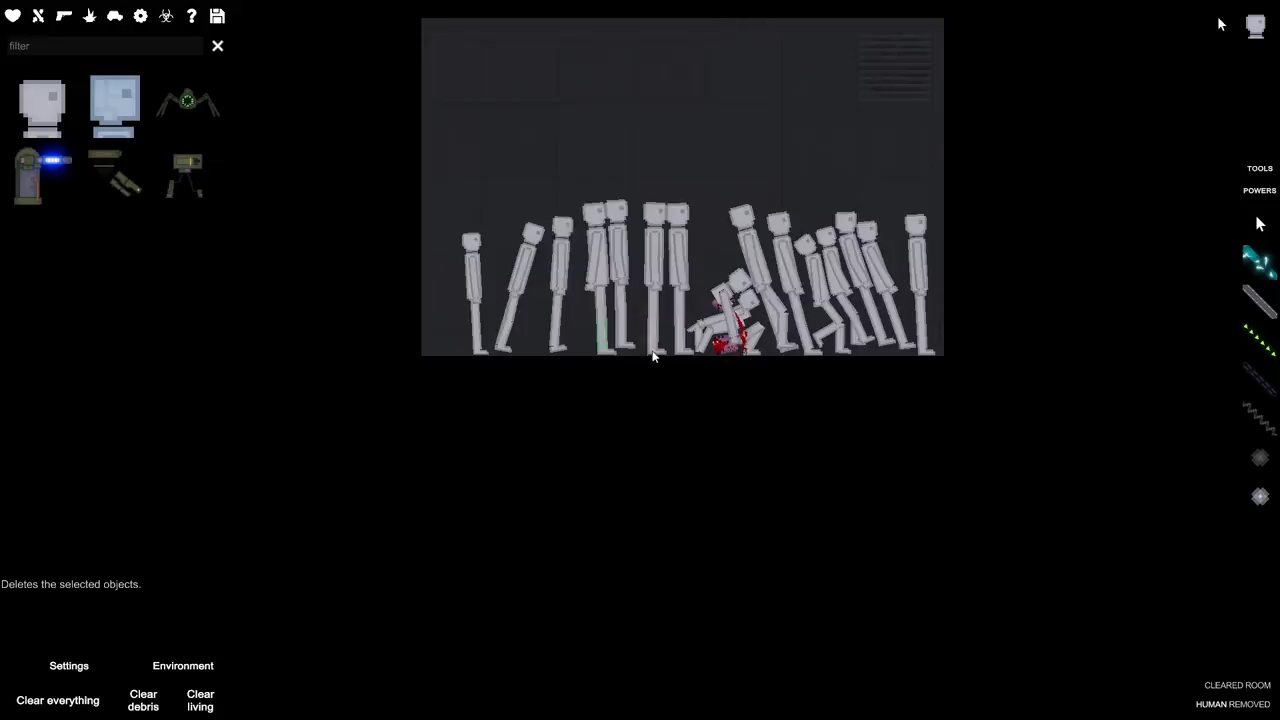 filter
TOOLS
POWERS
Deletes the selected objects.
Settings
Environment
Clear everything
Clear
debris
Clear
living
CLEARED ROOM
HUMAN REMOVED